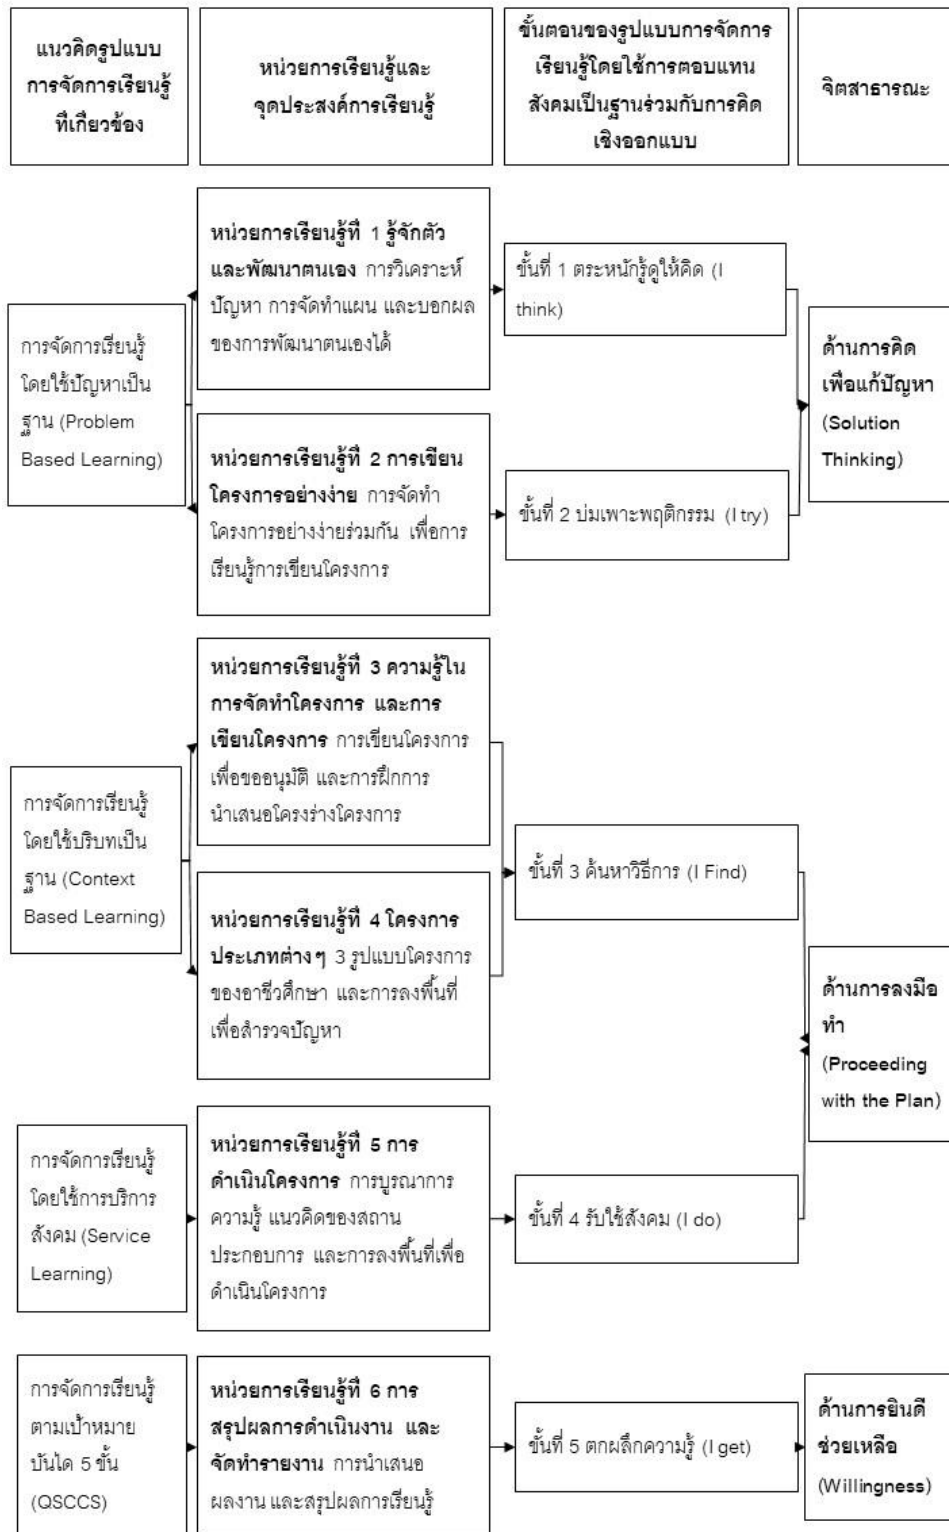 แนวคิดรูปแบบ
การจัดการเรียนรู้
ที่เกี่ยวข้อง
หน่วยการเรียนรู้และ
จุดประสงค์การเรียนรู้
ขั้นตอนของรูปแบบการจัดการ
เรียนรู้โดยใช้การตอบแทน
สังคมเป็นฐานร่วมกับการคิด
เชิงออกแบบ
จิตสาธารณะ
การจัดการเรียนรู้
โดยใช้ปัญหาเป็น
ฐาน (Problem
Based Learning)
หน่วยการเรียนรู้ที่ 1 รู้จักตัว
และพัฒนาตนเอง การวิเคราะห์
ปัญหา การจัดทำแผน และบอกผล
ของการพัฒนาตนเองได้
ขั้นที่ 1 ตระหนักรู้ดูให้คิด (I
think)
หน่วยการเรียนรู้ที่ 2 การเขียน
โครงการอย่างง่าย การจัดทำ
โครงการอย่างง่ายร่วมกัน เพื่อการ
เรียนรู้การเขียนโครงการ
ขั้นที่ 2 บ่มเพาะพฤติกรรม (I try)
ด้านการคิด
เพื่อแก้ปัญหา
(Solution
Thinking)
การจัดการเรียนรู้
โดยใช้บริบทเป็น
ฐาน (Context
Based Learning)
หน่วยการเรียนรู้ที่ 3 ความรู้ใน
การจัดทำโครงการ และการ
เขียนโครงการ การเขียนโครงการ
เพื่อขออนุมัติ และการฝึกการ
นำเสนอโครงร่างโครงการ
หน่วยการเรียนรู้ที่ 4 โครงการ
ประเภทต่างๆ 3 รูปแบบโครงการ
ของอาชีวศึกษา และการลงพื้นที่
เพื่อสำรวจปัญหา
ขั้นที่ 3 ค้นหาวิธีการ (I Find)
การจัดการเรียนรู้
โดยใช้การบริการ
สังคม (Service
Learning)
หน่วยการเรียนรู้ที่ 5 การ
ดำเนินโครงการ การบูรณาการ
ความรู้ แนวคิดของสถาน
ประกอบการ และการลงพื้นที่เพื่อ
ดำเนินโครงการ
ขั้นที่ 4 รับใช้สังคม (I do)
ด้านการลงมือ
ทำ
(Proceeding
with the Plan)
การจัดการเรียนรู้
ตามเป้าหมาย
บันได 5 ขั้น
(QSCCS)
หน่วยการเรียนรู้ที่ 6 การ
สรุปผลการดำเนินงาน และ
จัดทำรายงาน การนำเสนอ
ผลงาน และสรุปผลการเรียนรู้
ขั้นที่ 5 ตกผลึกความรู้ (I get)
ด้านการยินดี
ช่วยเหลือ
(Willingness)